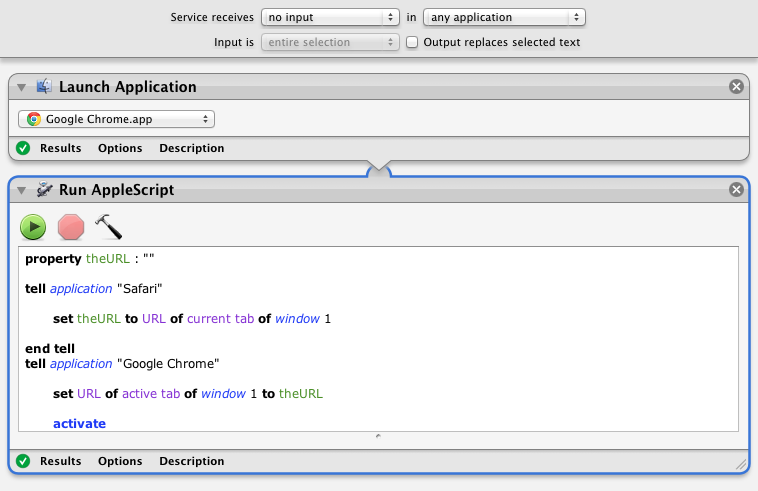 Service receives no input in any application
Input is entire selection Output replaces selected text
Launch Application
Google Chrome.app
Results Options Description
Run AppleScript
property theURL : ""
tell application "Safari"
set theURL to URL of current tab of window 1
end tell
tell application "Google Chrome"
set URL of active tab of window 1 to theURL
activate
Results Options Description